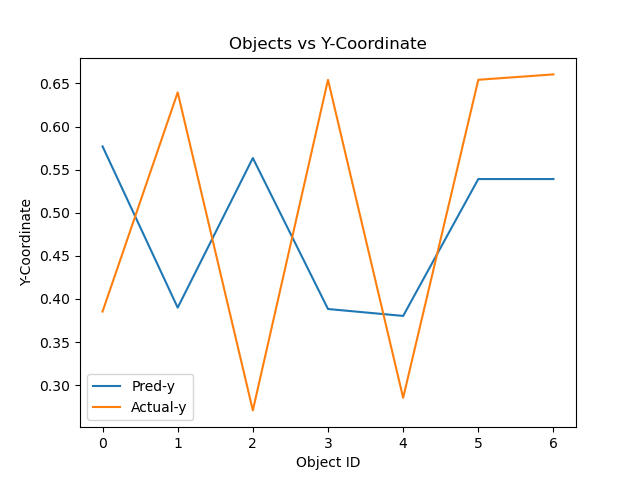 Objects vs Y-Coordinate
Y-Coordinate
0.65
0.60
0.55
0.50
0.45
0.40
0.35
0.30
Pred-y
Actual-y
0 1 2 3 4 5 6
Object ID